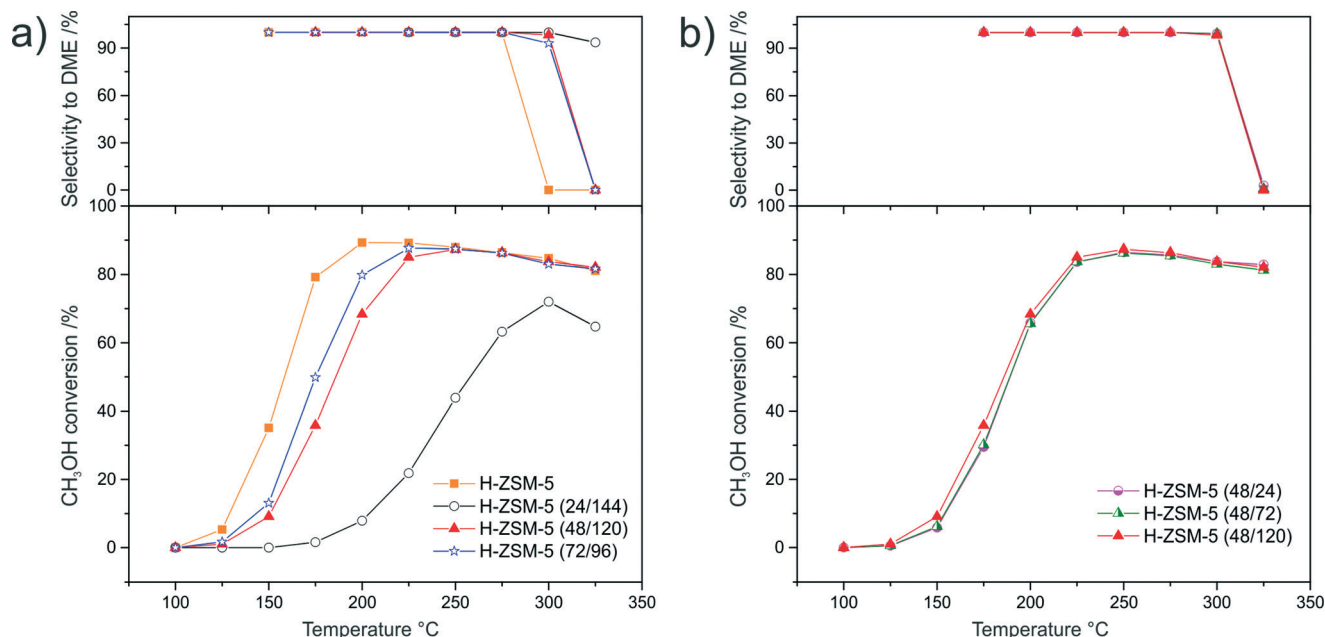 a)
Selectivity to DME /%
90
60
30
0
100
80
60
40
20
0
CH₃OH conversion /%
H-ZSM-5
H-ZSM-5 (24/144)
H-ZSM-5 (48/120)
H-ZSM-5 (72/96)
100 150 200 250 300 350
Temperature °C
b)
Selectivity to DME /%
90
60
30
0
100
80
60
40
20
0
CH₃OH conversion /%
H-ZSM-5 (48/24)
H-ZSM-5 (48/72)
H-ZSM-5 (48/120)
100 150 200 250 300 350
Temperature °C